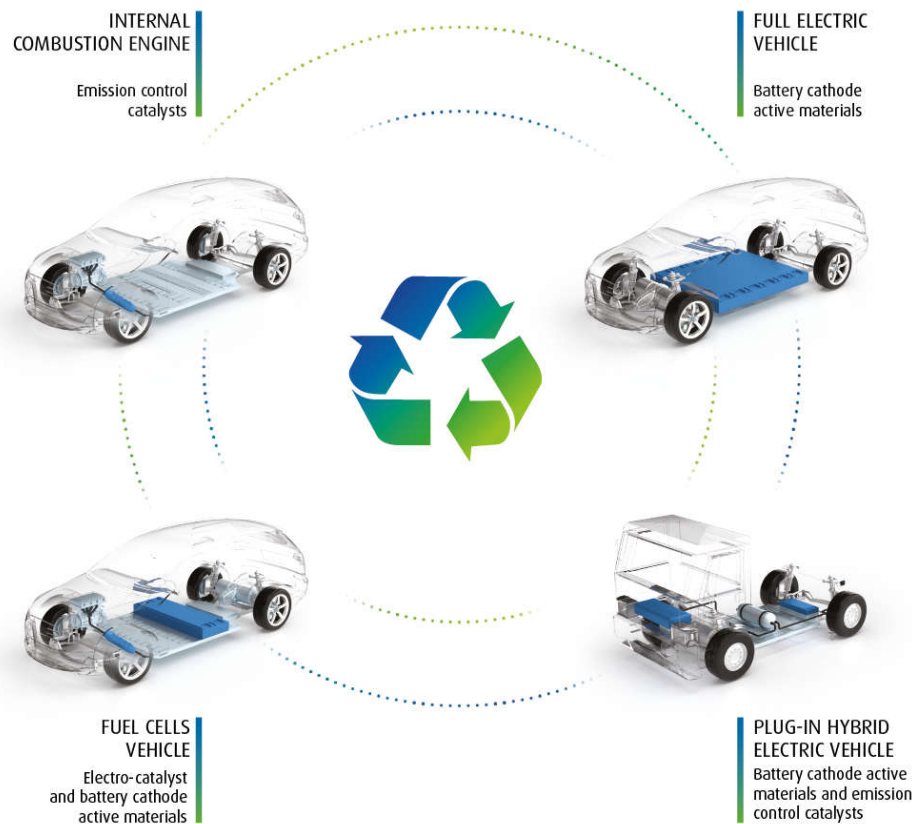 INTERNAL
COMBUSTION ENGINE
Emission control
catalysts
FULL ELECTRIC
VEHICLE
Battery cathode
active materials
FUEL CELLS
VEHICLE
Electro-catalyst
and battery cathode
active materials
PLUG-IN HYBRID
ELECTRIC VEHICLE
Battery cathode active
materials and emission
control catalysts